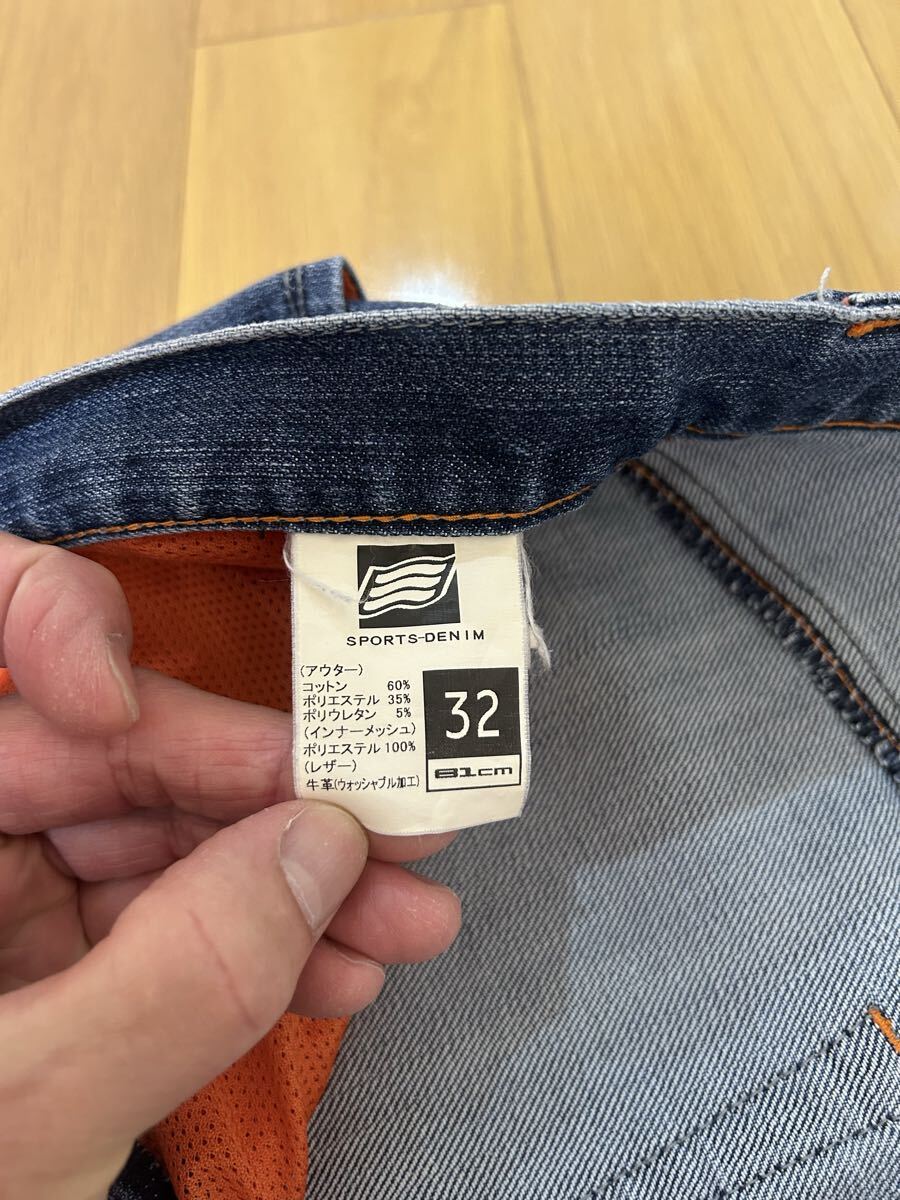 SPORTS-DENIM
(アウター)
コットン 60%
ポリエステル 35%
ポリウレタン 5%
(インナーメッシュ)
ポリエステル 100%
(レザー)
牛革(ウォッシャブル加工)
32
81cm